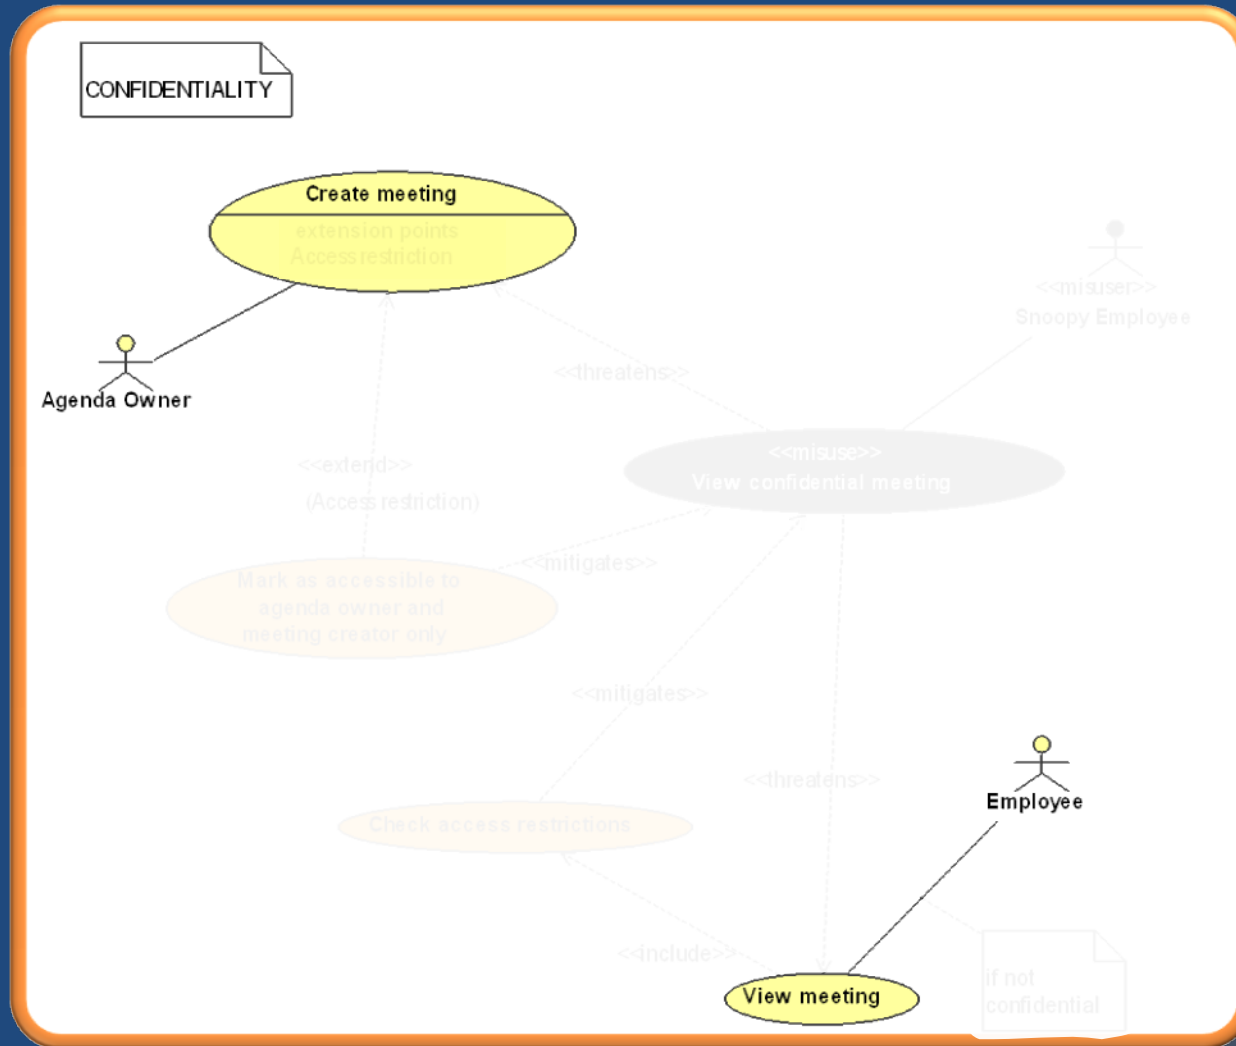 CONFIDENTIALITY
Create meeting
extension points
Access restriction
<<misuser>>
Snoopy Employee
<<threatens>>
Agenda Owner
<<misuse>>
View confidential meeting
<<extend>>
(Access restriction)
<<mitigates>>
Mark as accessible to
agenda owner and
meeting creator only
<<mitigates>>
<<threatens>>
Employee
Check access restrictions
<<include>>
if not
confidential
View meeting